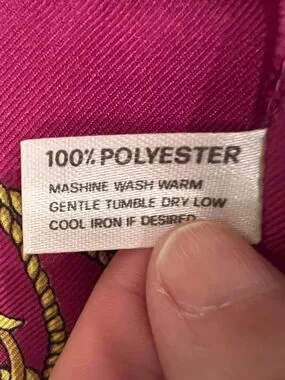 100% POLYESTER
MASHINE WASH WARM
GENTLE TUMBLE DRY LOW
COOL IRON IF DESIRED